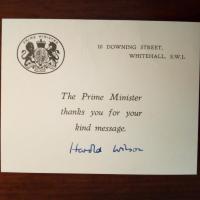 PRIME MINISTER
10 DOWNING STREET,
WHITEHALL, S.W.1.
The Prime Minister
thanks you for your
kind message.
Harold Wilson